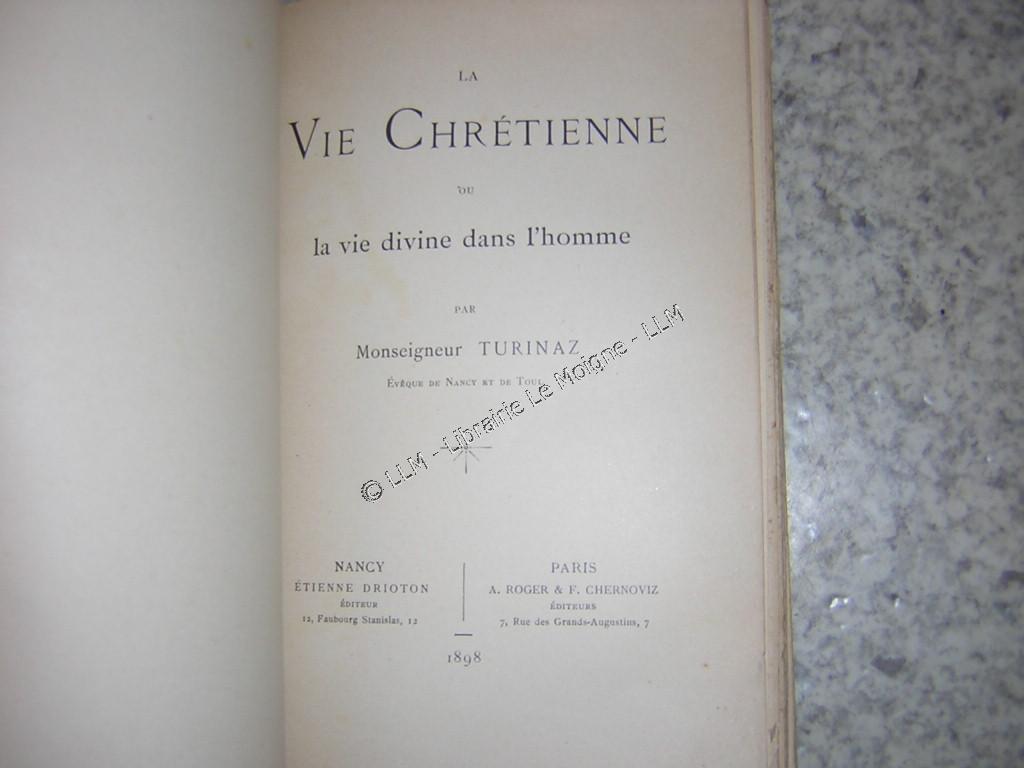 LA
VIE CHRÉTIENNE
OU
la vie divine dans l'homme
PAR
Monseigneur TURINAZ
ÉVÊQUE DE NANCY ET DE TOUL
© LLM - Librairie Le Moigne - LLM
NANCY
ÉTIENNE DRIOTON
ÉDITEUR
12, Faubourg Stanislas, 12
PARIS
A. ROGER & F. CHERNOVIZ
ÉDITEURS
7, Rue des Grands-Augustins, 7
1898